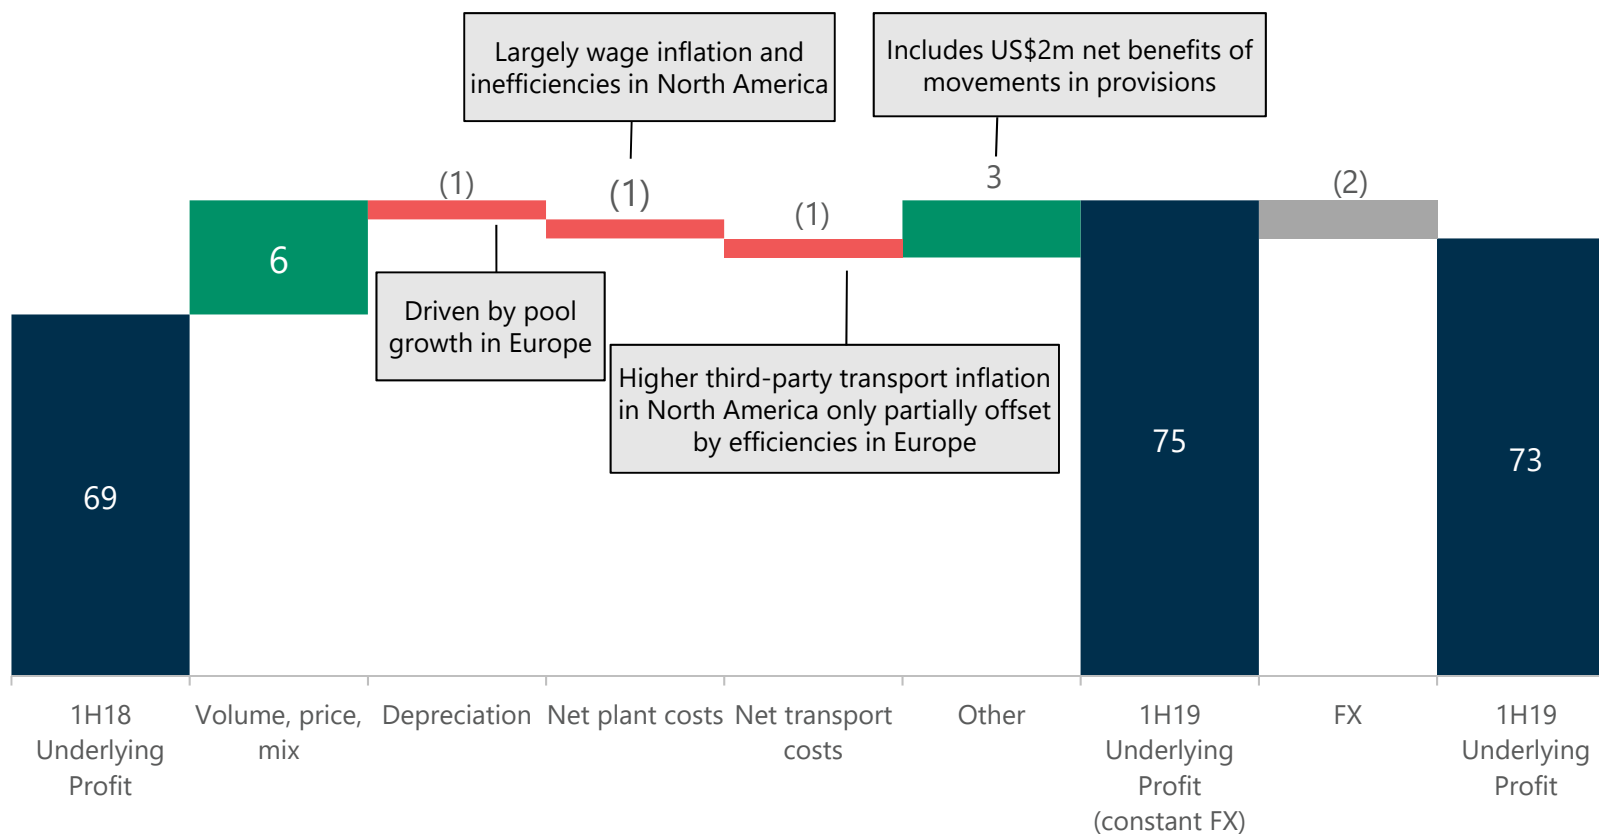 Largely wage inflation and
inefficiencies in North America
Includes US$2m net benefits of
movements in provisions
(1)
(1)
(1)
3
(2)
6
Driven by pool
growth in Europe
Higher third-party transport inflation
in North America only partially offset
by efficiencies in Europe
69
75
73
1H18
Underlying
Profit
Volume, price,
mix
Depreciation
Net plant costs
Net transport
costs
Other
1H19
Underlying
Profit
(constant FX)
FX
1H19
Underlying
Profit